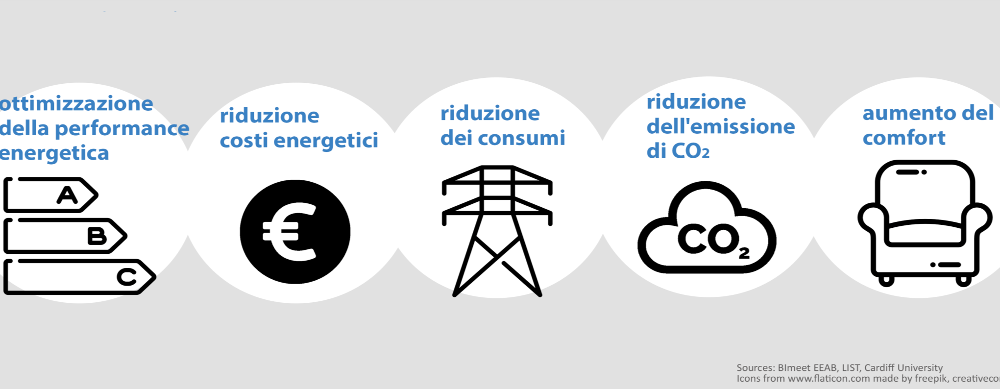 ottimizzazione
della performance
energetica
A
B
C
riduzione
costi energetici
€
riduzione
dei consumi
riduzione
dell'emissione
di CO₂
CO₂
aumento del
comfort
Sources: BImeet EEAB, LIST, Cardiff University
Icons from www.flaticon.com made by freepik,